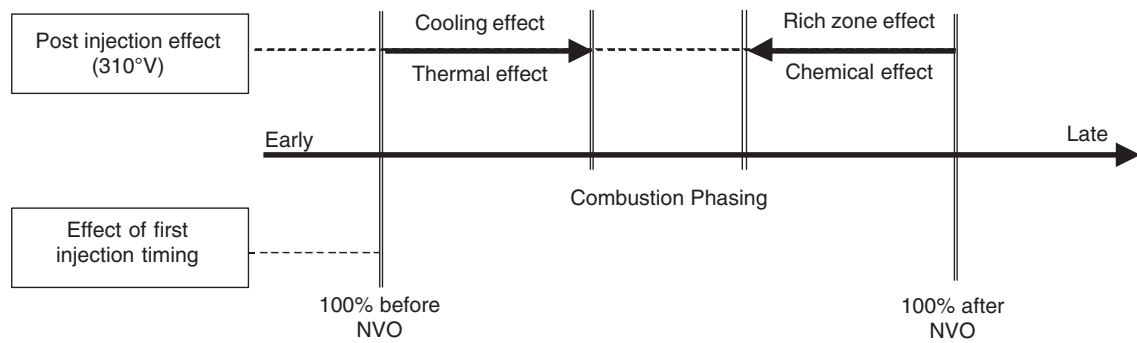 Post injection effect
(310°V)
Cooling effect
Thermal effect
Rich zone effect
Chemical effect
Early
Late
Combustion Phasing
Effect of first
injection timing
100% before
NVO
100% after
NVO